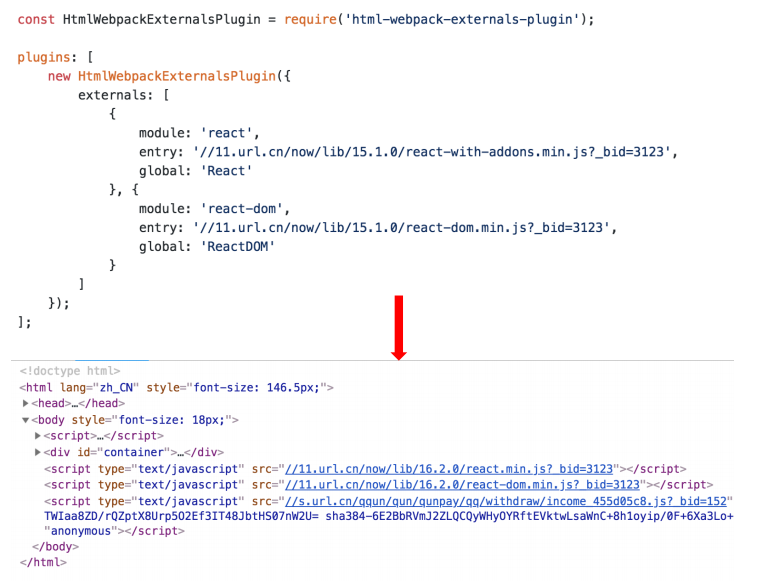 const HtmlWebpackExternalsPlugin = require('html-webpack-externals-plugin');
plugins: [
new HtmlWebpackExternalsPlugin({
externals: [
{
module: 'react',
entry: '//11.url.cn/now/lib/15.1.0/react-with-addons.min.js?_bid=3123',
global: 'React'
}, {
module: 'react-dom',
entry: '//11.url.cn/now/lib/15.1.0/react-dom.min.js?_bid=3123',
global: 'ReactDOM'
}
]
});
];
<!doctype html>
<html lang="zh_CN" style="font-size: 146.5px;">
<head>…</head>
<body style="font-size: 18px;">
<script>…</script>
<div id="container">…</div>
<script type="text/javascript" src="//11.url.cn/now/lib/16.2.0/react.min.js?_bid=3123"></script>
<script type="text/javascript" src="//11.url.cn/now/lib/16.2.0/react-dom.min.js?_bid=3123"></script>
<script type="text/javascript" src="//s.url.cn/qqun/qun/qunpay/qq/withdraw/income_455d05c8.js?_bid=152"
TWIaa8ZD/rQZptX8Urp5O2Ef3IT48JbtHS07nW2U= sha384-6E2BbRVmJ2ZLQCQyWHyOYRftEVktwLsaWnC+8h1oyip/0F+6Xa3Lo+
"anonymous"></script>
</body>
</html>